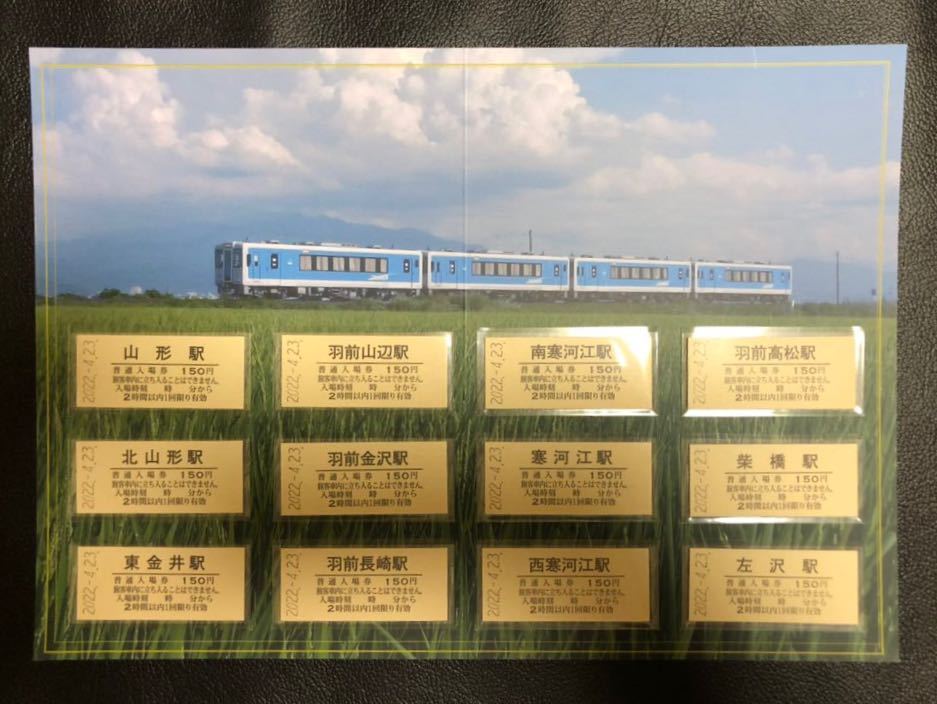 2022.-4.23
山形駅
普通入場券 150円
旅客車内に立ち入ることはできません。
入場時刻 時 分から
2時間以内1回限り有効
2022.-4.23
羽前山辺駅
普通入場券 150円
旅客車内に立ち入ることはできません。
入場時刻 時 分から
2時間以内1回限り有効
2022.-4.23
南寒河江駅
普通入場券 150円
旅客車内に立ち入ることはできません。
入場時刻 時 分から
2時間以内1回限り有効
2022.-4.23
羽前高松駅
普通入場券 150円
旅客車内に立ち入ることはできません。
入場時刻 時 分から
2時間以内1回限り有効
2022.-4.23
北山形駅
普通入場券 150円
旅客車内に立ち入ることはできません。
入場時刻 時 分から
2時間以内1回限り有効
2022.-4.23
羽前金沢駅
普通入場券 150円
旅客車内に立ち入ることはできません。
入場時刻 時 分から
2時間以内1回限り有効
2022.-4.23
寒河江駅
普通入場券 150円
旅客車内に立ち入ることはできません。
入場時刻 時 分から
2時間以内1回限り有効
2022.-4.23
柴橋駅
普通入場券 150円
旅客車内に立ち入ることはできません。
入場時刻 時 分から
2時間以内1回限り有効
2022.-4.23
東金井駅
普通入場券 150円
旅客車内に立ち入ることはできません。
入場時刻 時 分から
2時間以内1回限り有効
2022.-4.23
羽前長崎駅
普通入場券 150円
旅客車内に立ち入ることはできません。
入場時刻 時 分から
2時間以内1回限り有効
2022.-4.23
西寒河江駅
普通入場券 150円
旅客車内に立ち入ることはできません。
入場時刻 時 分から
2時間以内1回限り有効
2022.-4.23
左沢駅
普通入場券 150円
旅客車内に立ち入ることはできません。
入場時刻 時 分から
2時間以内1回限り有効